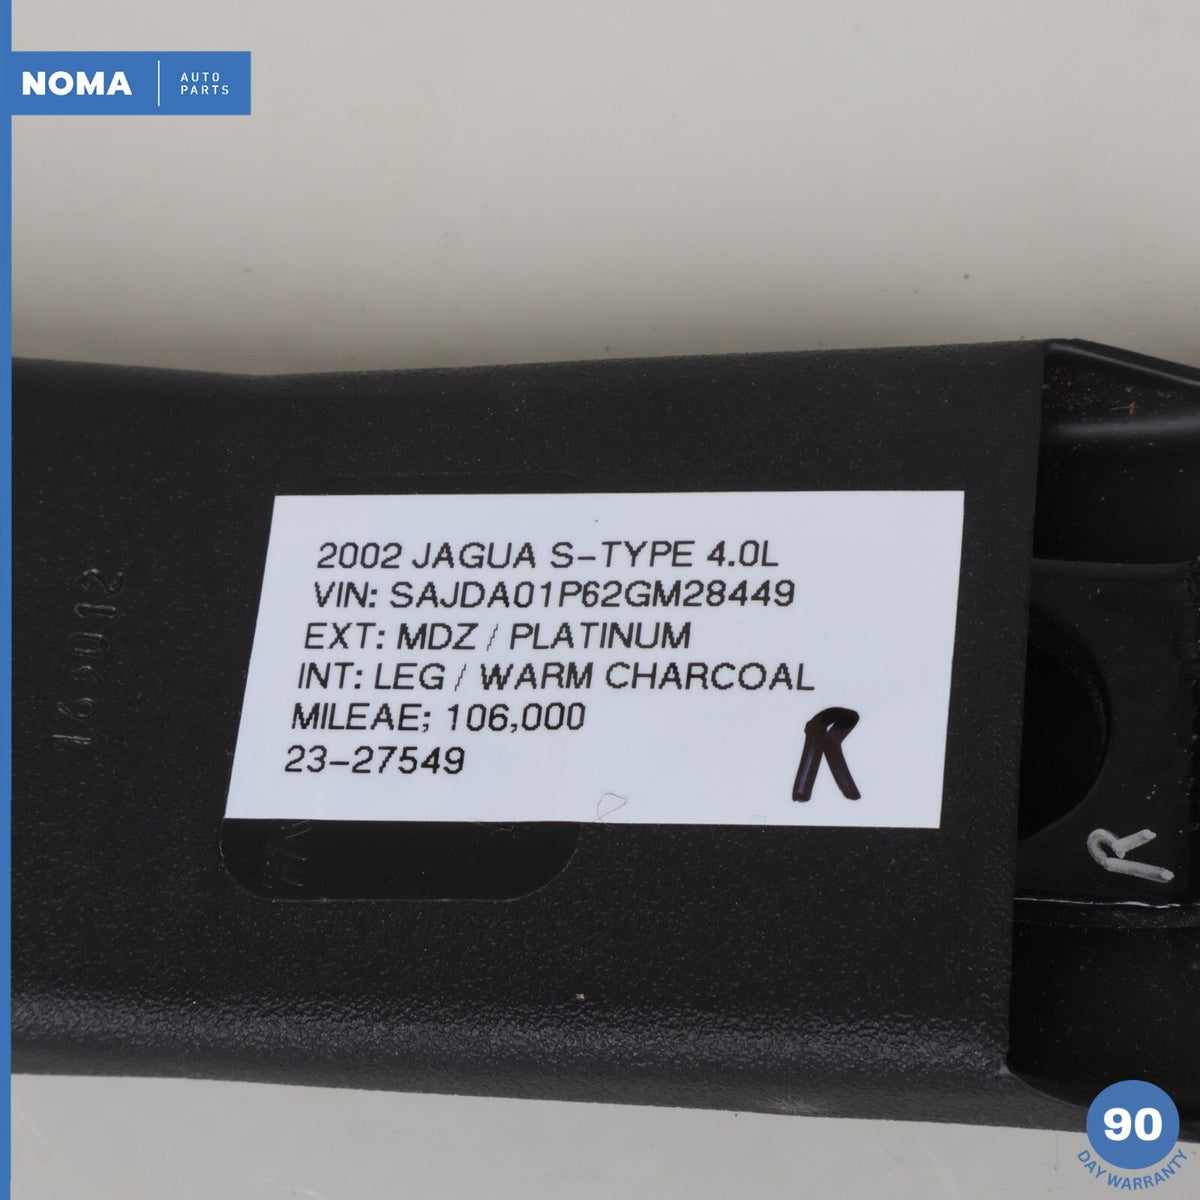 NOMA
AUTO
PARTS
2002 JAGUA S-TYPE 4.0L
VIN: SAJDA01P62GM28449
EXT: MDZ / PLATINUM
INT: LEG / WARM CHARCOAL
MILEAE; 106,000
23-27549
R
R
90
DAY WARRANTY